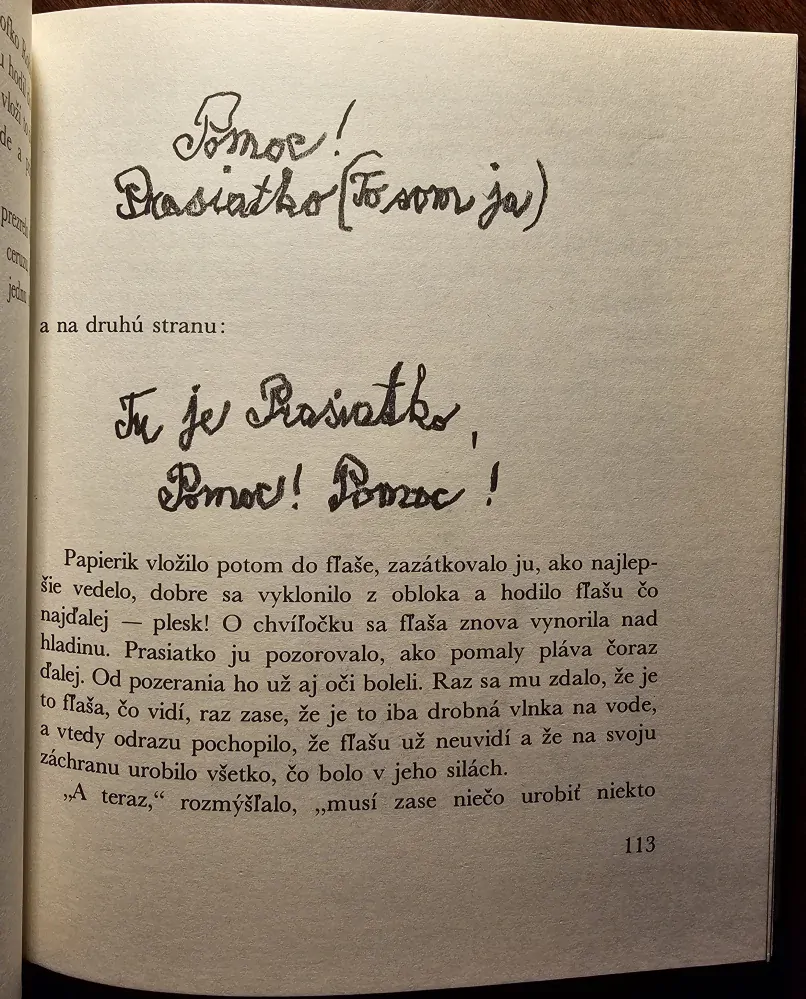 Pomoc!
Prasiatko (To som ja)
a na druhú stranu:
Tu je Prasiatko,
Pomoc! Pomoc!
Papierik vložilo potom do fľaše, zazátkovalo ju, ako najlep-
šie vedelo, dobre sa vyklonilo z obloka a hodilo fľašu čo
najďalej — plesk! O chvíľočku sa fľaša znova vynorila nad
hladinu. Prasiatko ju pozorovalo, ako pomaly pláva čoraz
ďalej. Od pozerania ho už aj oči boleli. Raz sa mu zdalo, že je
to fľaša, čo vidí, raz zase, že je to iba drobná vlnka na vode,
a vtedy odrazu pochopilo, že fľašu už neuvidí a že na svoju
záchranu urobilo všetko, čo bolo v jeho silách.
„A teraz,“ rozmýšľalo, „musí zase niečo urobiť niekto
113